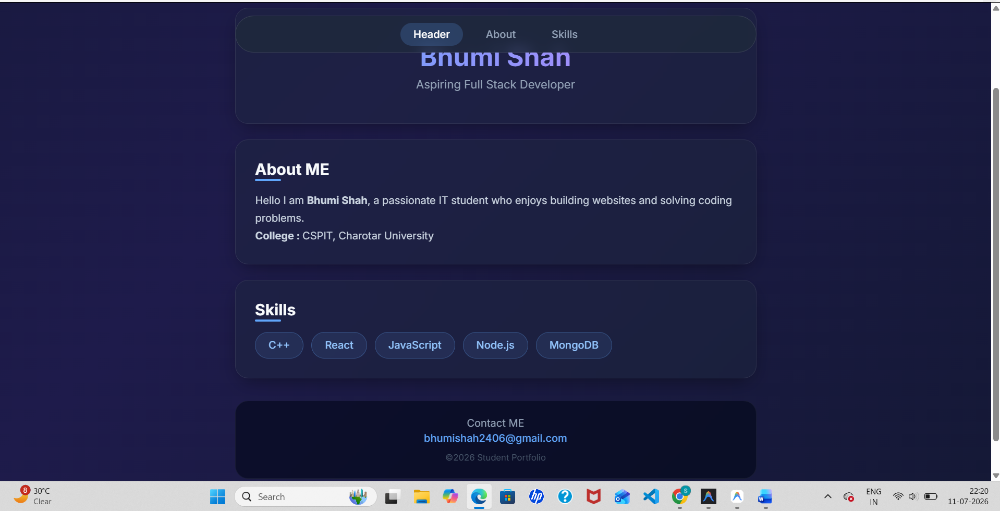 Header About Skills
Bhumi Shah
Aspiring Full Stack Developer
About ME
Hello I am Bhumi Shah, a passionate IT student who enjoys building websites and solving coding
problems.
College : CSPIT, Charotar University
Skills
C++ React JavaScript Node.js MongoDB
Contact ME
bhumishah2406@gmail.com
©2026 Student Portfolio
8
30°C
Clear
Search
hp
?
O
S
W
ENG
IN
22:20
11-07-2026